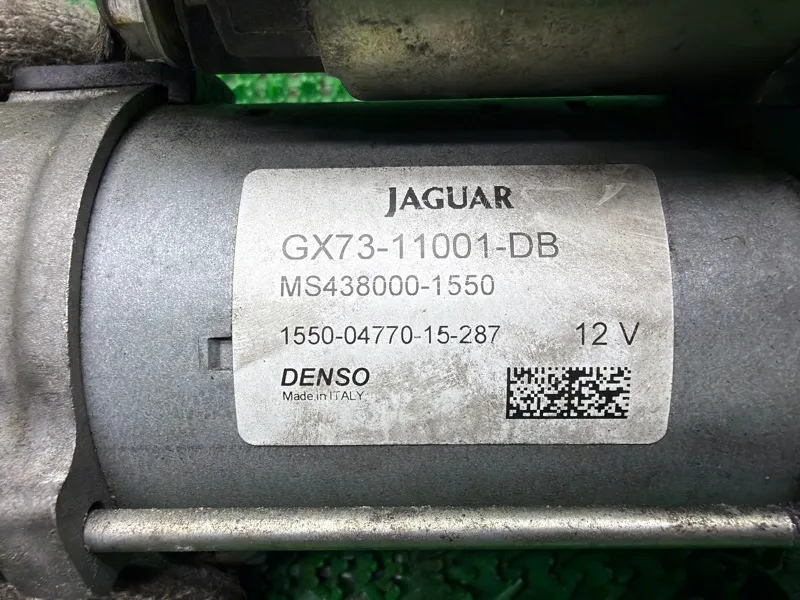 JAGUAR
GX73-11001-DB
MS438000-1550
1550-04770-15-287 12 V
DENSO
Made in ITALY